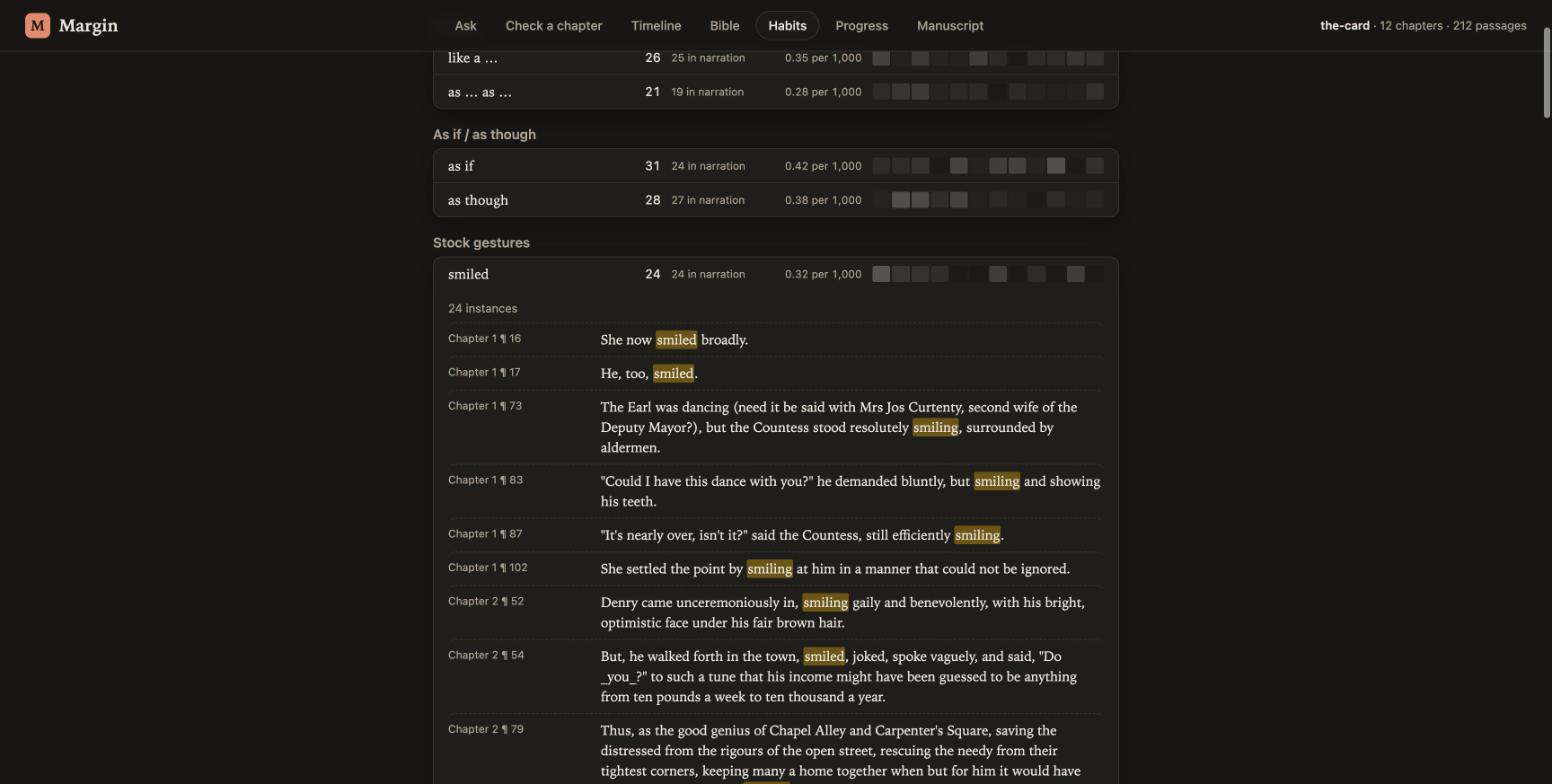 M Margin
Ask Check a chapter Timeline Bible Habits Progress Manuscript
the-card · 12 chapters · 212 passages
like a … 26 25 in narration 0.35 per 1,000
as … as … 21 19 in narration 0.28 per 1,000
As if / as though
as if 31 24 in narration 0.42 per 1,000
as though 28 27 in narration 0.38 per 1,000
Stock gestures
smiled 24 24 in narration 0.32 per 1,000
24 instances
Chapter 1 ¶ 16 She now smiled broadly.
Chapter 1 ¶ 17 He, too, smiled.
Chapter 1 ¶ 73 The Earl was dancing (need it be said with Mrs Jos Curtenty, second wife of the
Deputy Mayor?), but the Countess stood resolutely smiling, surrounded by
aldermen.
Chapter 1 ¶ 83 "Could I have this dance with you?" he demanded bluntly, but smiling and showing
his teeth.
Chapter 1 ¶ 87 "It's nearly over, isn't it?" said the Countess, still efficiently smiling.
Chapter 1 ¶ 102 She settled the point by smiling at him in a manner that could not be ignored.
Chapter 2 ¶ 52 Denry came unceremoniously in, smiling gaily and benevolently, with his bright,
optimistic face under his fair brown hair.
Chapter 2 ¶ 54 But, he walked forth in the town, smiled, joked, spoke vaguely, and said, "Do
_you_?" to such a tune that his income might have been guessed to be anything
from ten pounds a week to ten thousand a year.
Chapter 2 ¶ 79 Thus, as the good genius of Chapel Alley and Carpenter's Square, saving the
distressed from the rigours of the open street, rescuing the needy from their
tightest corners, keeping many a home together when but for him it would have